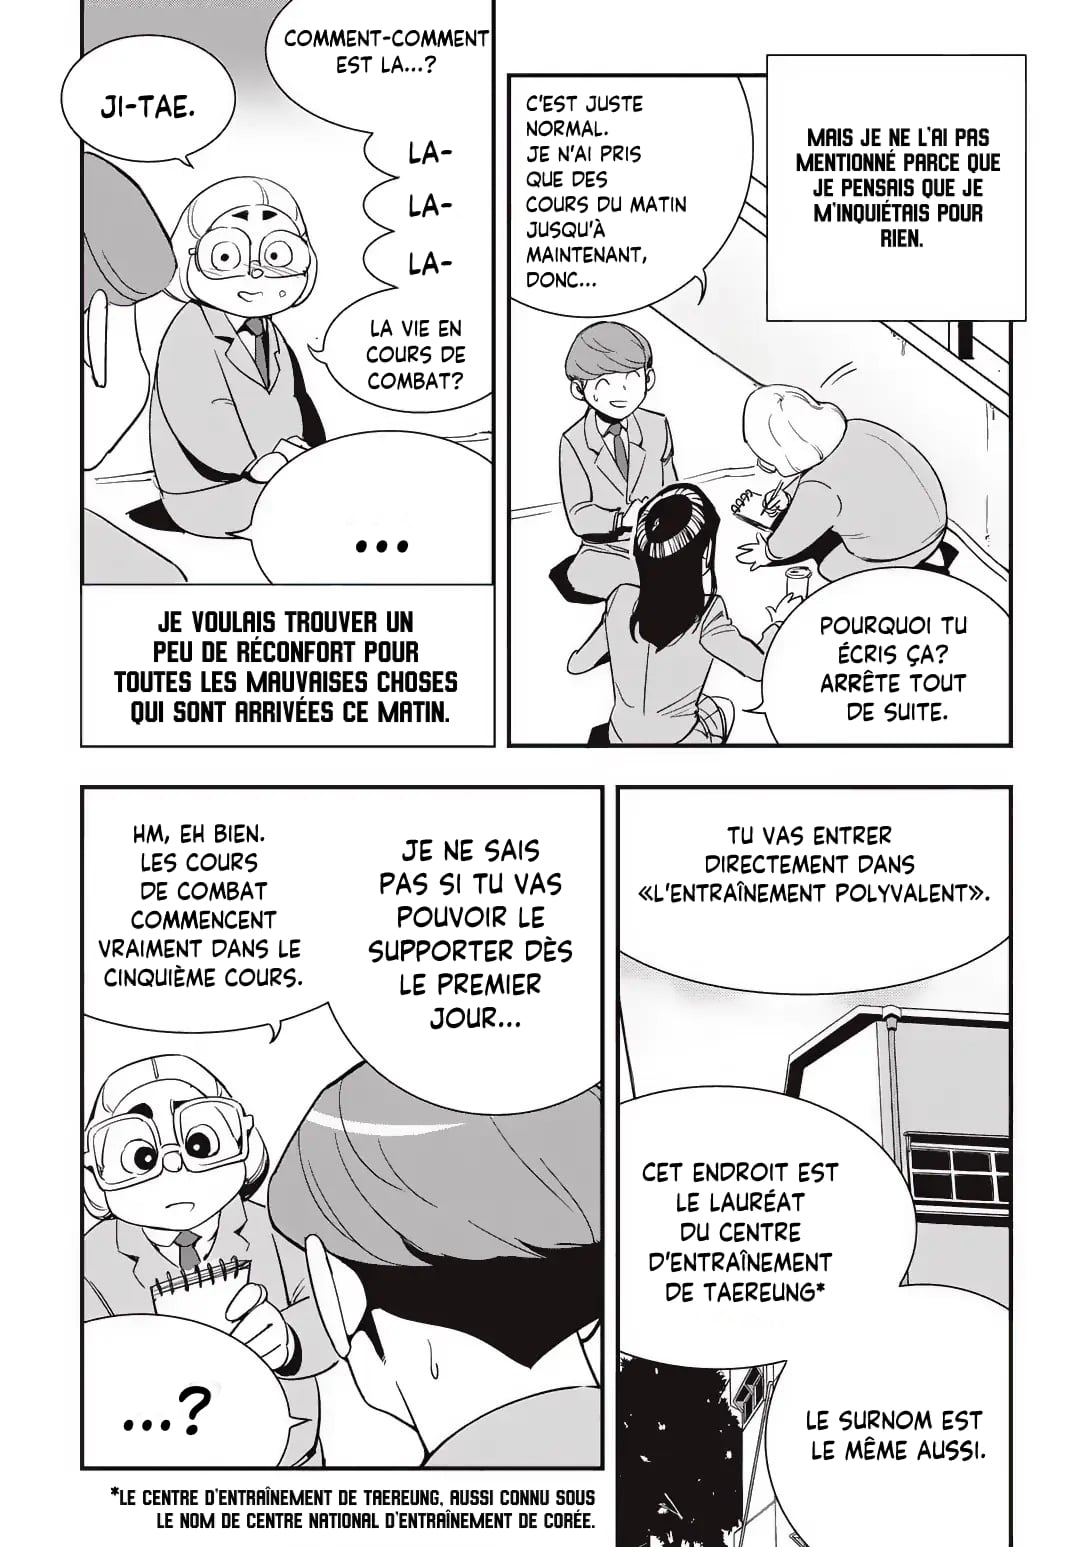 COMMENT-COMMENT
EST LA...?
JI-TAE.
LA-
LA-
LA-
LA VIE EN
COURS DE
COMBAT?
...
JE VOULAIS TROUVER UN
PEU DE RÉCONFORT POUR
TOUTES LES MAUVAISES CHOSES
QUI SONT ARRIVÉES CE MATIN.
C'EST JUSTE
NORMAL.
JE N'AI PRIS
QUE DES
COURS DU MATIN
JUSQU'À
MAINTENANT,
DONC...
MAIS JE NE L'AI PAS
MENTIONNÉ PARCE QUE
JE PENSAIS QUE JE
M'INQUIÉTAIS POUR
RIEN.
POURQUOI TU
ÉCRIS ÇA?
ARRÊTE TOUT
DE SUITE.
HM, EH BIEN.
LES COURS
DE COMBAT
COMMENCENT
VRAIMENT DANS LE
CINQUIÈME COURS.
JE NE SAIS
PAS SI TU VAS
POUVOIR LE
SUPPORTER DÈS
LE PREMIER
JOUR...
...?
*LE CENTRE D'ENTRAÎNEMENT DE TAEREUNG, AUSSI CONNU SOUS
LE NOM DE CENTRE NATIONAL D'ENTRAÎNEMENT DE CORÉE.
TU VAS ENTRER
DIRECTEMENT DANS
«L'ENTRAÎNEMENT POLYVALENT».
CET ENDROIT EST
LE LAURÉAT
DU CENTRE
D'ENTRAÎNEMENT
DE TAEREUNG*
LE SURNOM EST
LE MÊME AUSSI.